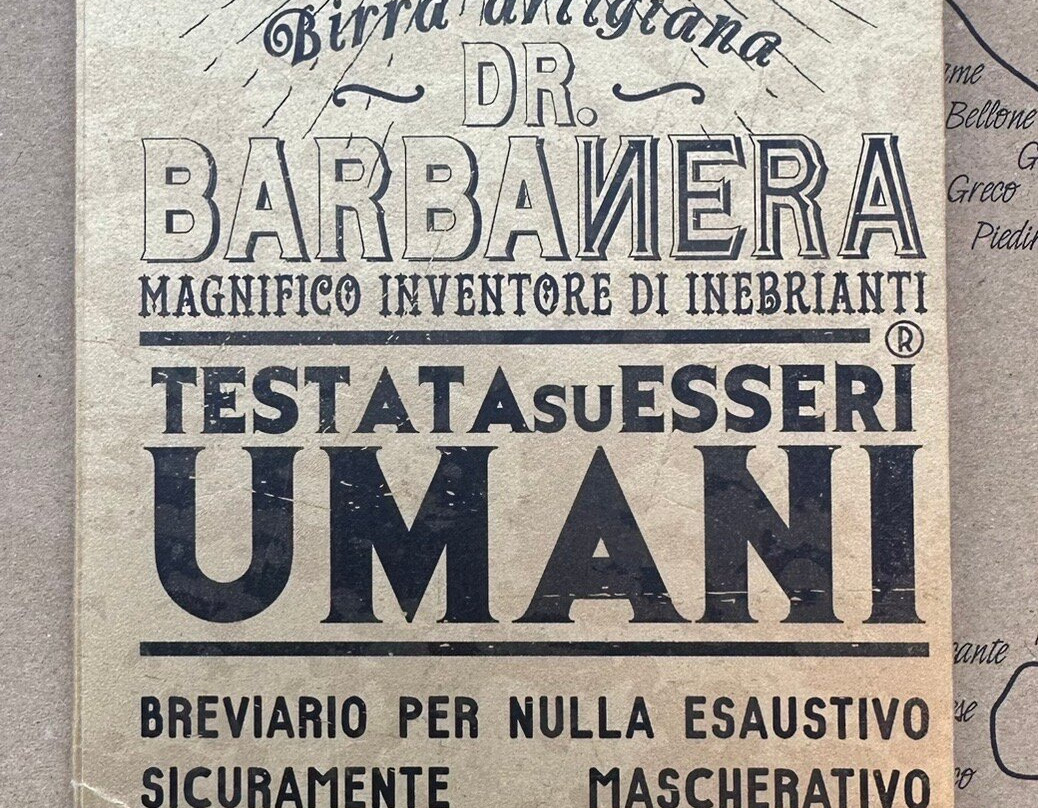 Birra artigiana
DR.
BARBANERA
MAGNIFICO INVENTORE DI INEBRIANTI
®
TESTATA SU ESSERI
UMANI
BREVIARIO PER NULLA ESAUSTIVO
SICURAMENTE MASCHERATIVO
Bellone
Greco